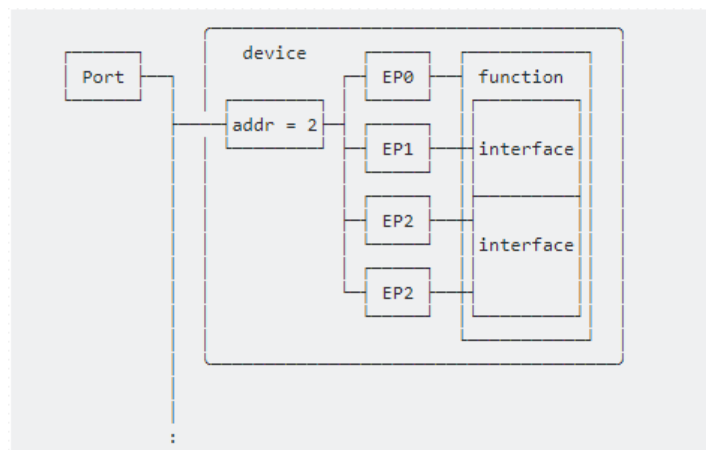 device
Port
EP0
function
addr = 2
EP1
interface
EP2
interface
EP2
: